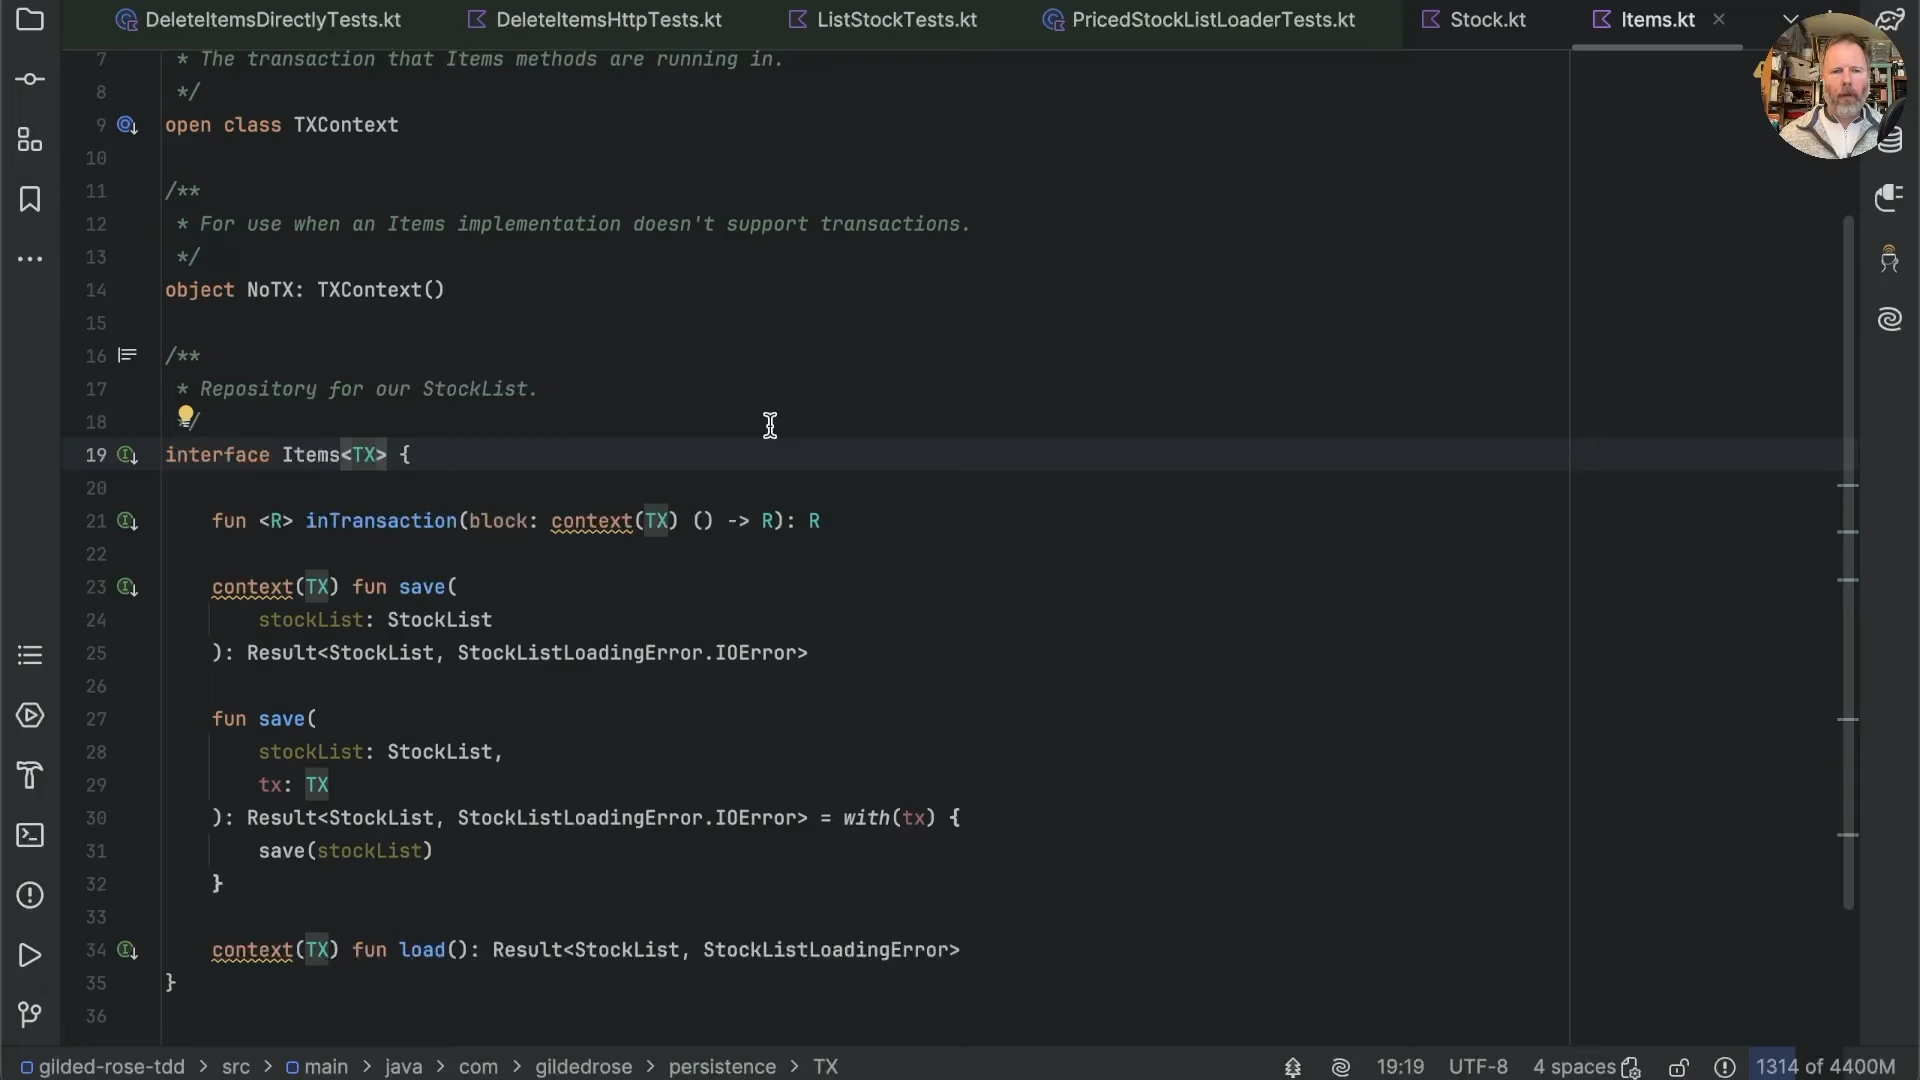 DeleteItemsDirectlyTests.kt DeleteItemsHttpTests.kt ListStockTests.kt PricedStockListLoaderTests.kt Stock.kt Items.kt
7 * The transaction that Items methods are running in.
8 */
9 open class TXContext
10
11 /**
12 * For use when an Items implementation doesn't support transactions.
13 */
14 object NoTX: TXContext()
15
16 /**
17 * Repository for our StockList.
18 */
19 interface Items<TX> {
20
21 fun <R> inTransaction(block: context(TX) () -> R): R
22
23 context(TX) fun save(
24 stockList: StockList
25 ): Result<StockList, StockListLoadingError.IOError>
26
27 fun save(
28 stockList: StockList,
29 tx: TX
30 ): Result<StockList, StockListLoadingError.IOError> = with(tx) {
31 save(stockList)
32 }
33
34 context(TX) fun load(): Result<StockList, StockListLoadingError>
35 }
36
gilded-rose-tdd > src > main > java > com > gildedrose > persistence > TX 19:19 UTF-8 4 spaces 1314 of 4400M